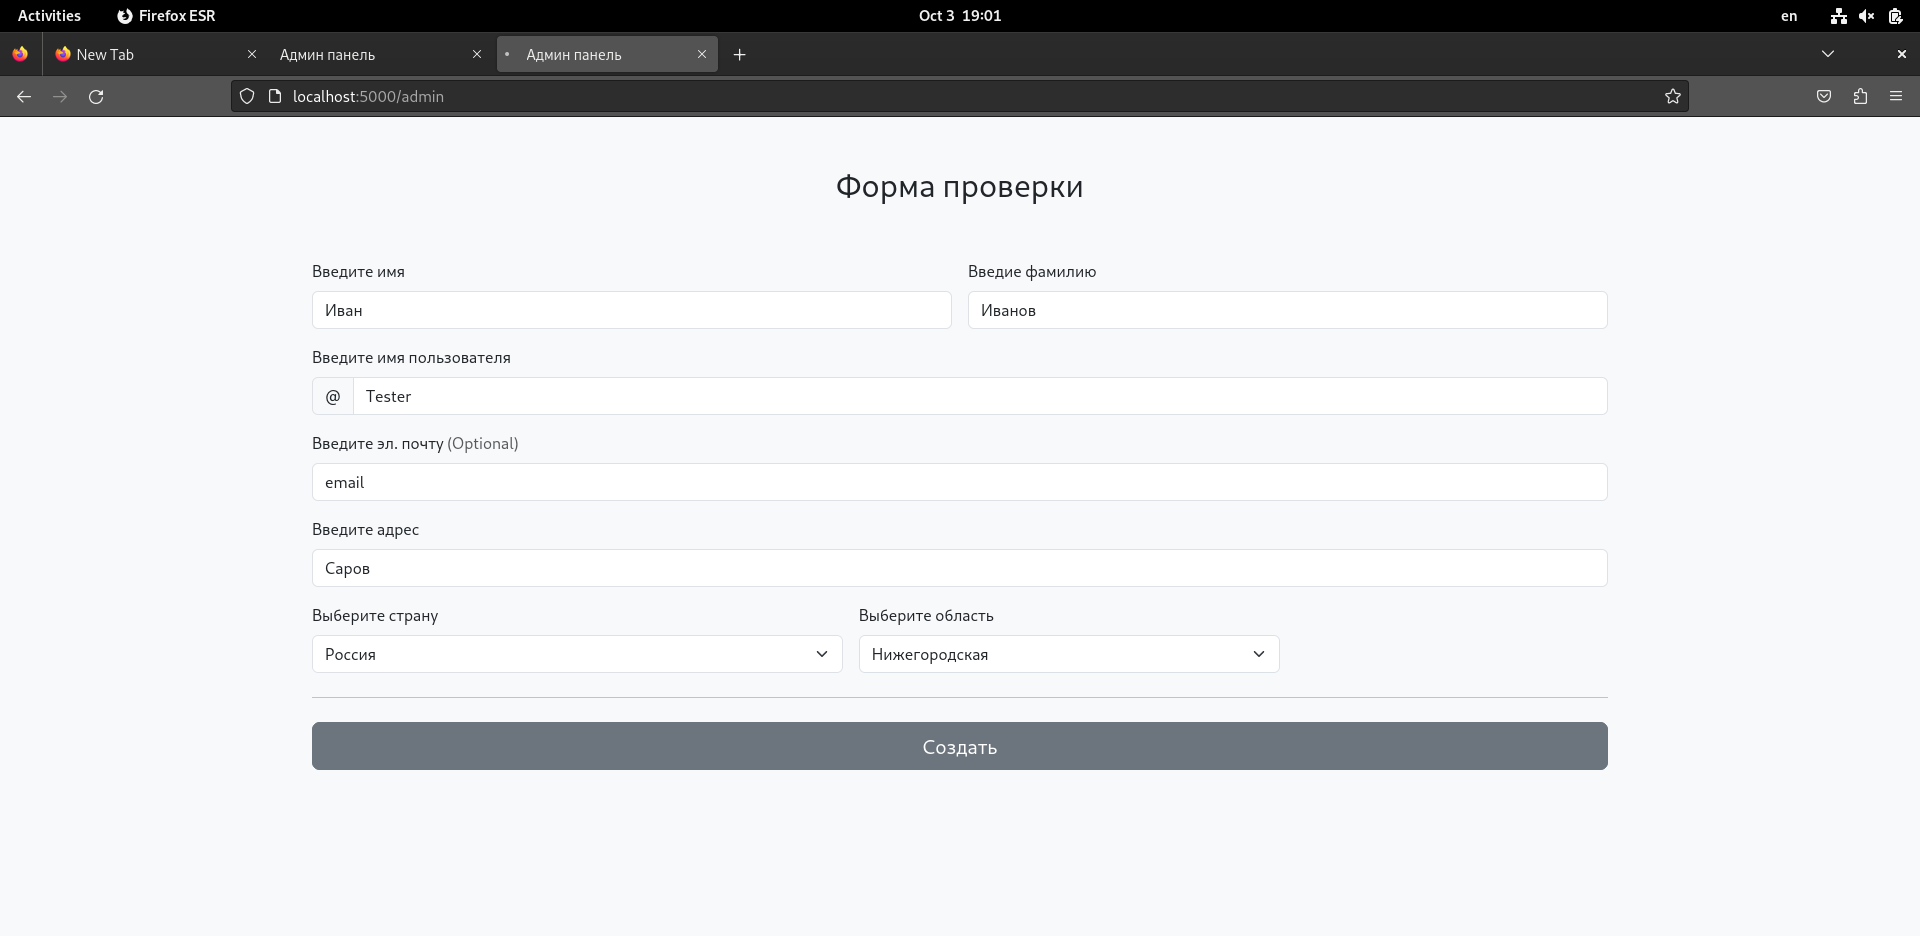 Activities Firefox ESR Oct 3 19:01 en
New Tab Админ панель Админ панель
localhost:5000/admin
Форма проверки
Введите имя Введие фамилию
Иван Иванов
Введите имя пользователя
@ Tester
Введите эл. почту (Optional)
email
Введите адрес
Саров
Выберите страну Выберите область
Россия Нижегородская
Создать